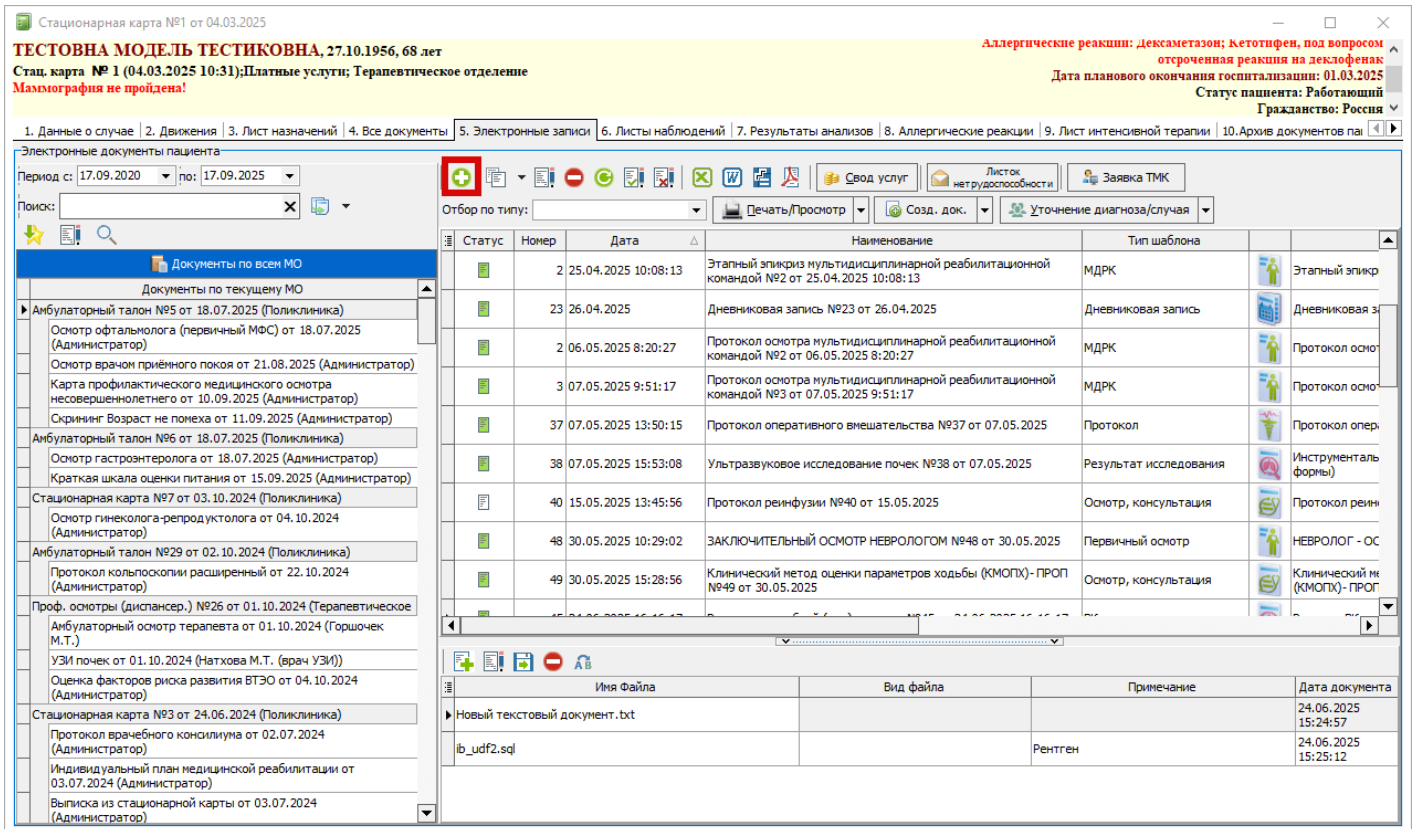 Стационарная карта №1 от 04.03.2025
ТЕСТОВНА МОДЕЛЬ ТЕСТИКОВНА, 27.10.1956, 68 лет
Стац. карта № 1 (04.03.2025 10:31);Платные услуги; Терапевтическое отделение
Маммография не пройдена!
Аллергические реакции: Дексаметазон; Кетотифен, под вопросом
отсроченная реакция на деклофенак
Дата планового окончания госпитализации: 01.03.2025
Статус пациента: Работающий
Гражданство: Россия
1. Данные о случае 2. Движения 3. Лист назначений 4. Все документы 5. Электронные записи 6. Листы наблюдений 7. Результаты анализов 8. Аллергические реакции 9. Лист интенсивной терапии 10.Архив документов па
Электронные документы пациента
Период с: 17.09.2020 по: 17.09.2025
Поиск:
Документы по всем МО
Документы по текущему МО
Амбулаторный талон №5 от 18.07.2025 (Поликлиника)
Осмотр офтальмолога (первичный МФС) от 18.07.2025
(Администратор)
Осмотр врачом приёмного покоя от 21.08.2025 (Администратор)
Карта профилактического медицинского осмотра
несовершеннолетнего от 10.09.2025 (Администратор)
Скрининг Возраст не помеха от 11.09.2025 (Администратор)
Амбулаторный талон №6 от 18.07.2025 (Поликлиника)
Осмотр гастроэнтеролога от 18.07.2025 (Администратор)
Краткая шкала оценки питания от 15.09.2025 (Администратор)
Стационарная карта №7 от 03.10.2024 (Поликлиника)
Осмотр гинеколога-репродуктолога от 04.10.2024
(Администратор)
Амбулаторный талон №29 от 02.10.2024 (Поликлиника)
Протокол кольпоскопии расширенный от 22.10.2024
(Администратор)
Проф. осмотры (диспансер.) №26 от 01.10.2024 (Терапевтическое
Амбулаторный осмотр терапевта от 01.10.2024 (Горшочек
М.Т.)
УЗИ почек от 01.10.2024 (Натхова М.Т. (врач УЗИ))
Оценка факторов риска развития ВТЭО от 04.10.2024
(Администратор)
Стационарная карта №3 от 24.06.2024 (Поликлиника)
Протокол врачебного консилиума от 02.07.2024
(Администратор)
Индивидуальный план медицинской реабилитации от
03.07.2024 (Администратор)
Выписка из стационарной карты от 03.07.2024
(Администратор)
Свод услуг
Листок
нетрудоспособности
Заявка ТМК
Отбор по типу:
Печать/Просмотр
Созд. док.
Уточнение диагноза/случая
Статус Номер Дата Наименование Тип шаблона
2 25.04.2025 10:08:13 Этапный эпикриз мультидисциплинарной реабилитационной
командой №2 от 25.04.2025 10:08:13 МДРК Этапный эпикр
23 26.04.2025 Дневниковая запись №23 от 26.04.2025 Дневниковая запись Дневниковая за
2 06.05.2025 8:20:27 Протокол осмотра мультидисциплинарной реабилитационной
командой №2 от 06.05.2025 8:20:27 МДРК Протокол осмот
3 07.05.2025 9:51:17 Протокол осмотра мультидисциплинарной реабилитационной
командой №3 от 07.05.2025 9:51:17 МДРК Протокол осмот
37 07.05.2025 13:50:15 Протокол оперативного вмешательства №37 от 07.05.2025 Протокол Протокол опера
38 07.05.2025 15:53:08 Ультразвуковое исследование почек №38 от 07.05.2025 Результат исследования Инструменталь
формы)
40 15.05.2025 13:45:56 Протокол реинфузии №40 от 15.05.2025 Осмотр, консультация Протокол реин
48 30.05.2025 10:29:02 ЗАКЛЮЧИТЕЛЬНЫЙ ОСМОТР НЕВРОЛОГОМ №48 от 30.05.2025 Первичный осмотр НЕВРОЛОГ - ОС
49 30.05.2025 15:28:56 Клинический метод оценки параметров ходьбы (КМОПХ)- ПРОП
№49 от 30.05.2025 Осмотр, консультация Клинический ме
(КМОПХ)- ПРОП
Имя Файла Вид файла Примечание Дата документа
Новый текстовый документ.txt 24.06.2025
15:24:57
ib_udf2.sql Рентген 24.06.2025
15:25:12